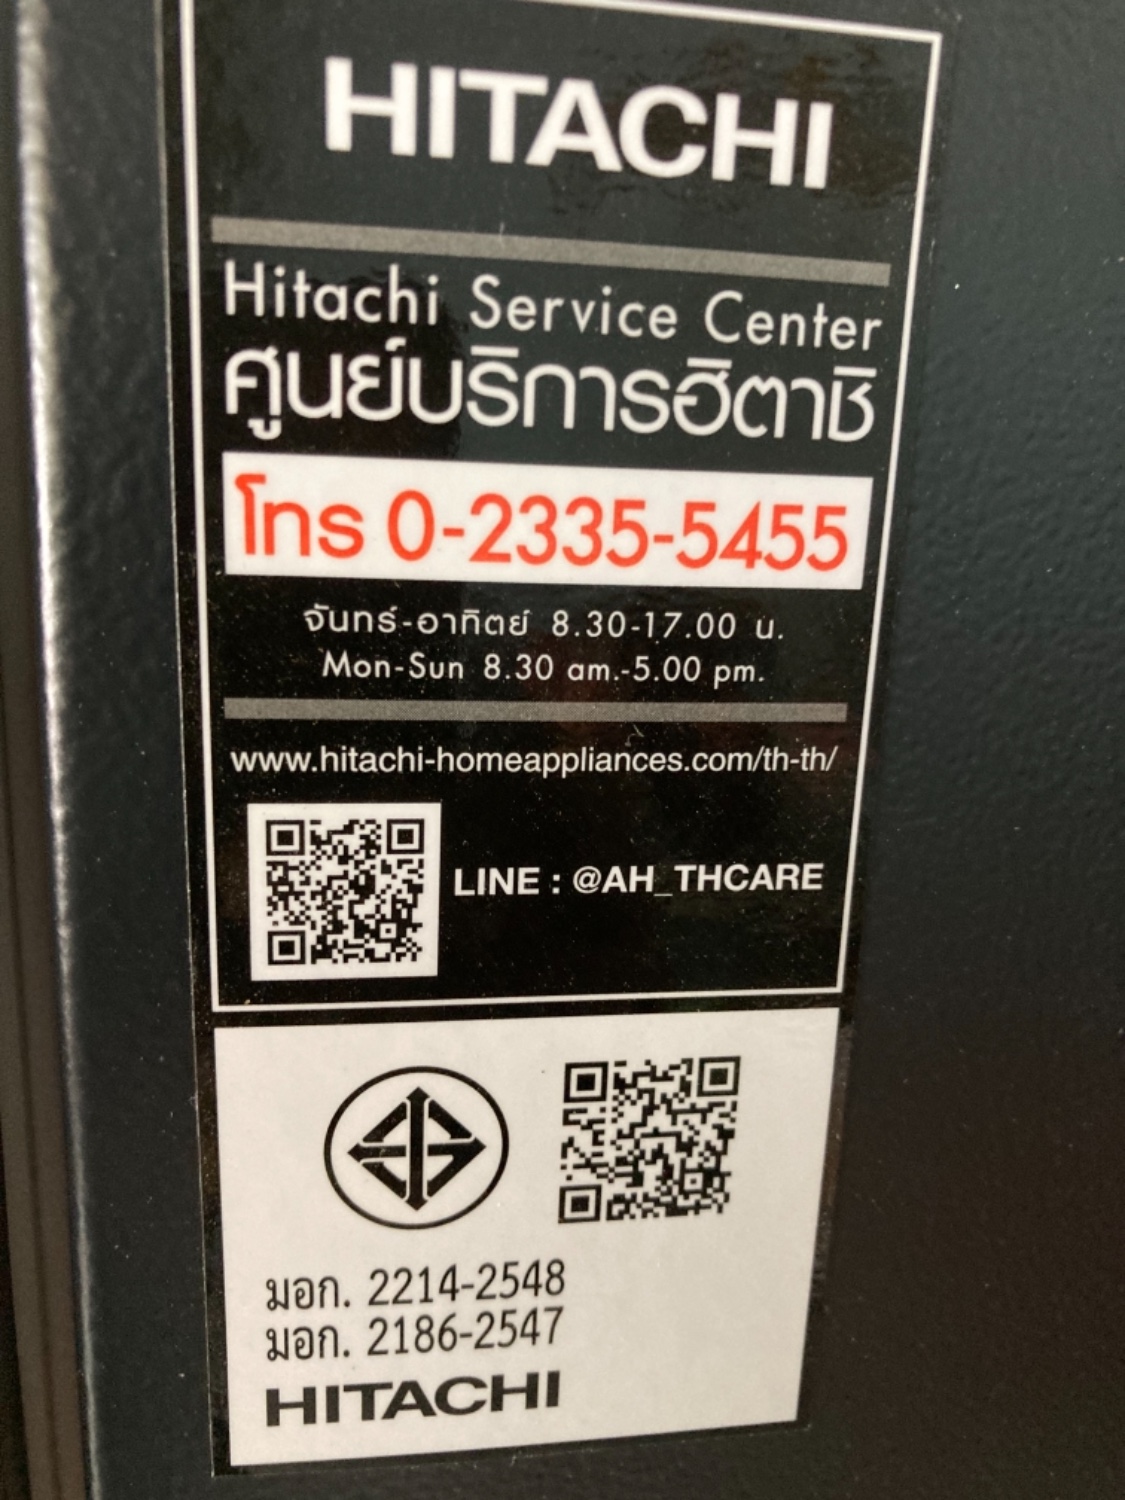 HITACHI
Hitachi Service Center
ศูนย์บริการฮิตาชิ
โทร 0-2335-5455
จันทร์-อาทิตย์ 8.30-17.00 น.
Mon-Sun 8.30 am.-5.00 pm.
www.hitachi-homeappliances.com/th-th/
LINE : @AH_THCARE
มอก. 2214-2548
มอก. 2186-2547
HITACHI